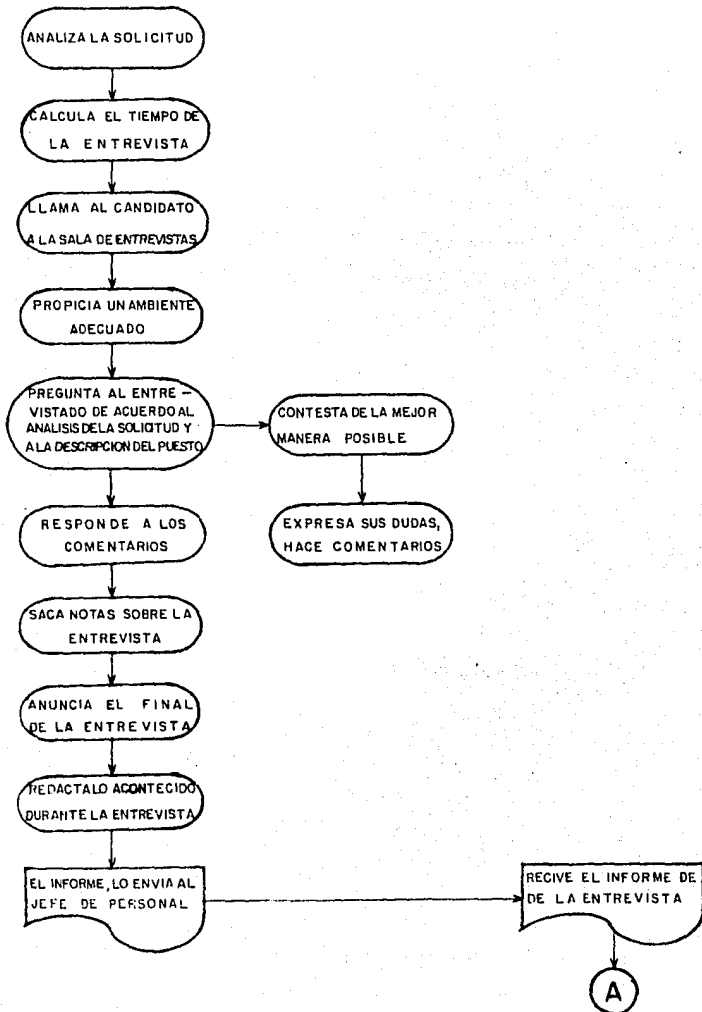 ANALIZA LA SOLICITUD
CALCULA EL TIEMPO DE
LA ENTREVISTA
LLAMA AL CANDIDATO
A LA SALA DE ENTREVISTAS
PROPICIA UN AMBIENTE
ADECUADO
PREGUNTA AL ENTRE-
VISTADO DE ACUERDO AL
ANALISIS DE LA SOLICITUD Y
A LA DESCRIPCION DEL PUESTO
CONTESTA DE LA MEJOR
MANERA POSIBLE
RESPONDE A LOS
COMENTARIOS
EXPRESA SUS DUDAS,
HACE COMENTARIOS
SACA NOTAS SOBRE LA
ENTREVISTA
ANUNCIA EL FINAL
DE LA ENTREVISTA
REDACTA LO ACONTECIDO
DURANTE LA ENTREVISTA
EL INFORME, LO ENVIA AL
JEFE DE PERSONAL
RECIVE EL INFORME DE
DE LA ENTREVISTA
A